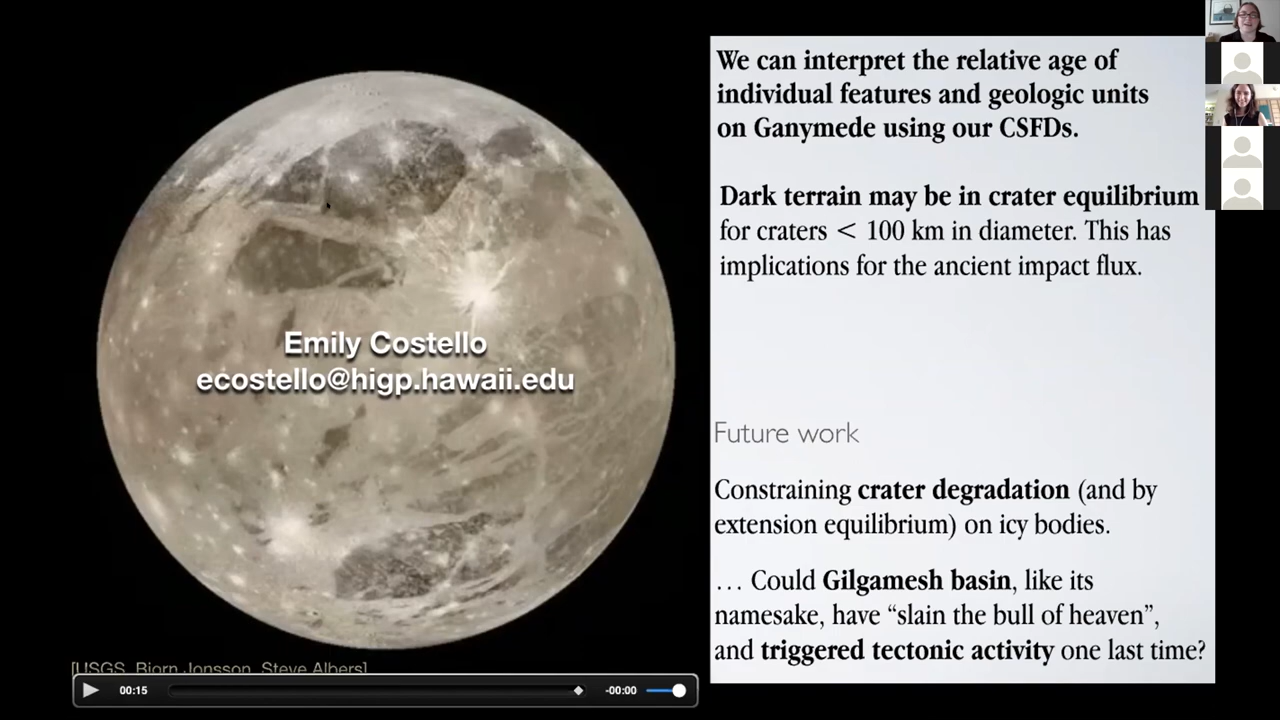 Emily Costello
ecostello@higp.hawaii.edu
[USGS, Bjorn Jonsson, Steve Albers]
00:15
-00:00
We can interpret the relative age of
individual features and geologic units
on Ganymede using our CSFDs.
Dark terrain may be in crater equilibrium
for craters < 100 km in diameter. This has
implications for the ancient impact flux.
Future work
Constraining crater degradation (and by
extension equilibrium) on icy bodies.
… Could Gilgamesh basin, like its
namesake, have “slain the bull of heaven”,
and triggered tectonic activity one last time?